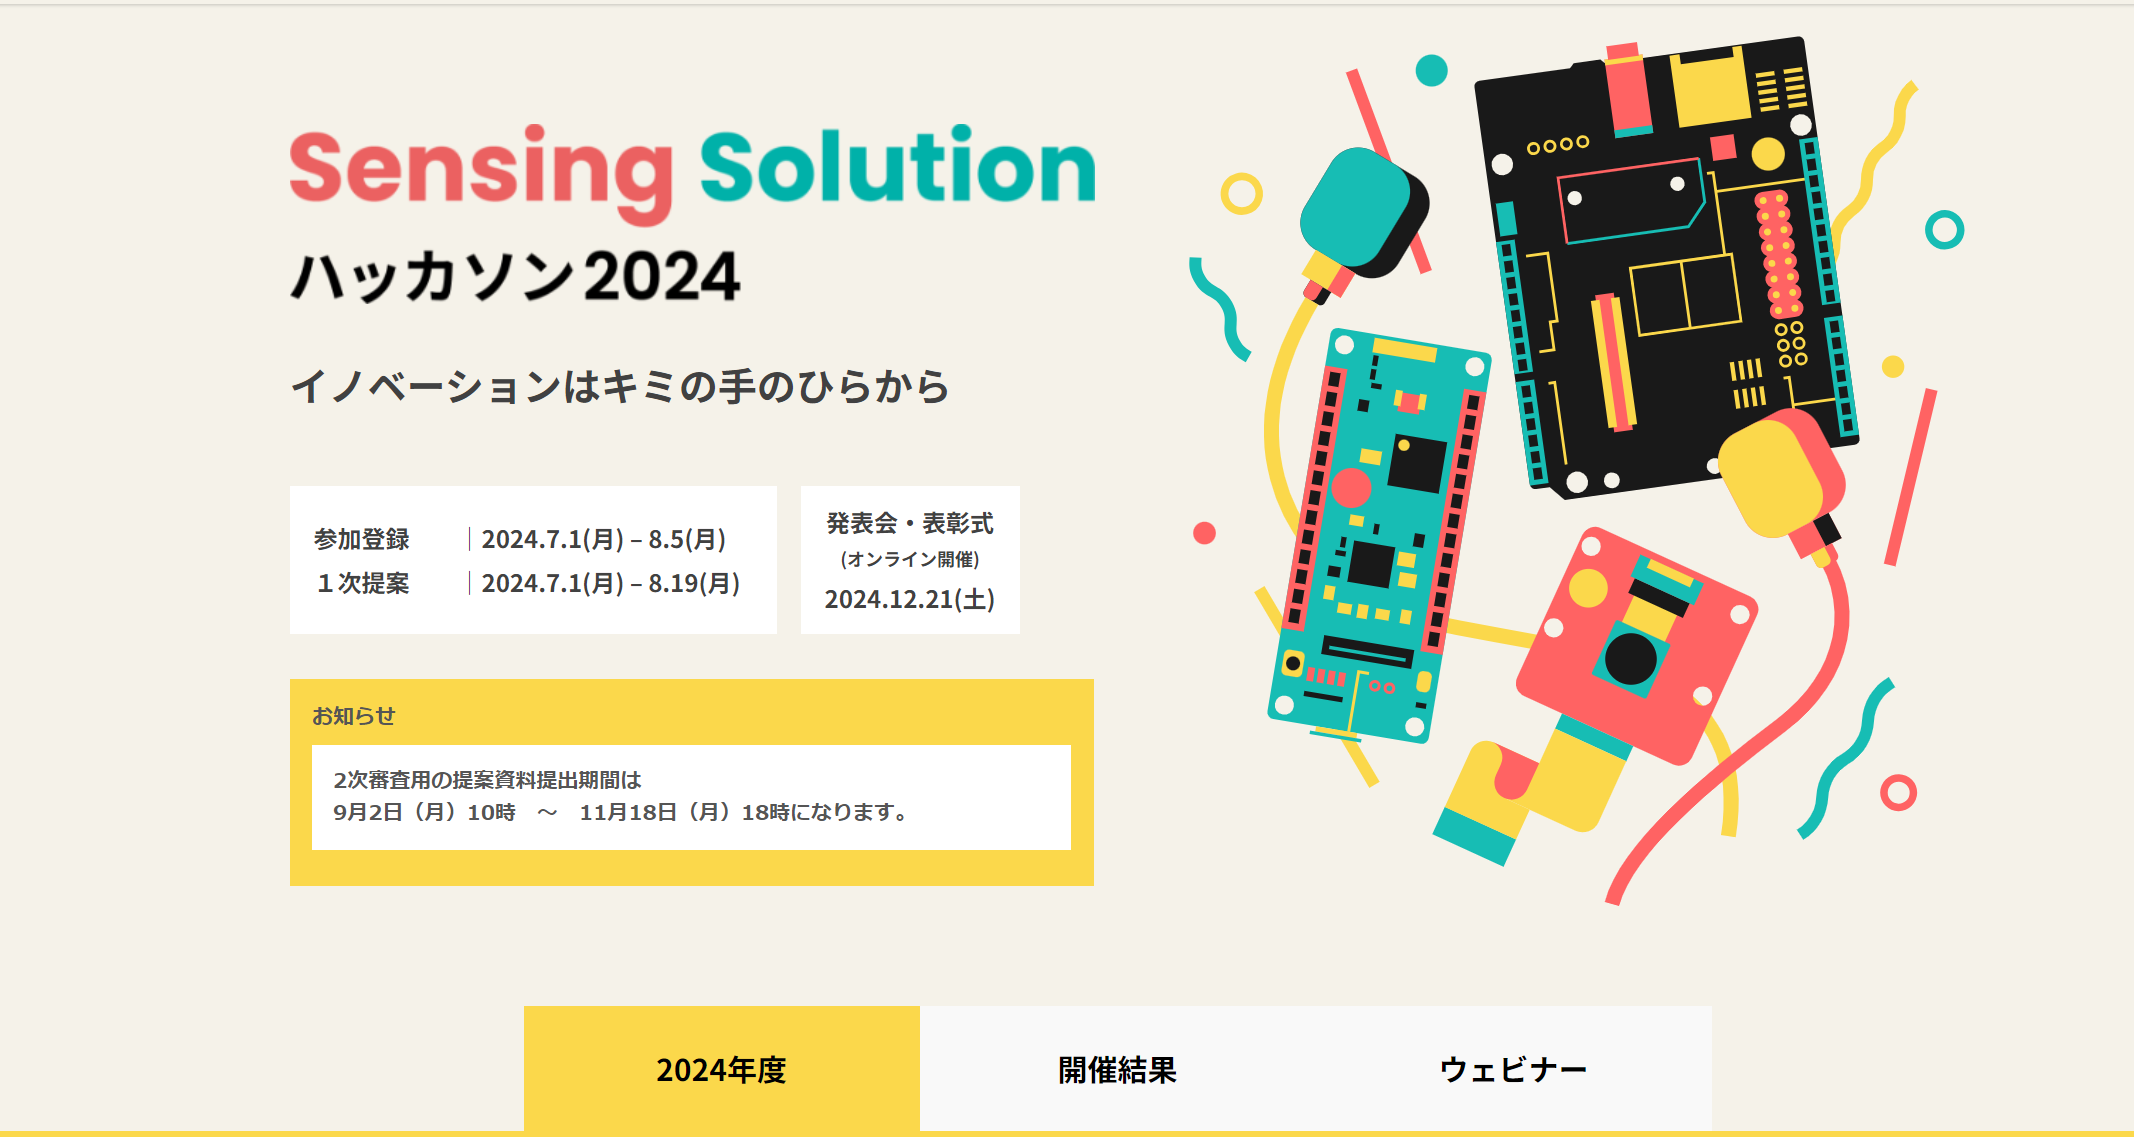 Sensing Solution
ハッカソン2024
イノベーションはキミの手のひらから
参加登録 | 2024.7.1(月) – 8.5(月)
１次提案 | 2024.7.1(月) – 8.19(月)
発表会・表彰式
(オンライン開催)
2024.12.21(土)
お知らせ
2次審査用の提案資料提出期間は
9月2日（月）10時　～　11月18日（月）18時になります。
2024年度
開催結果
ウェビナー